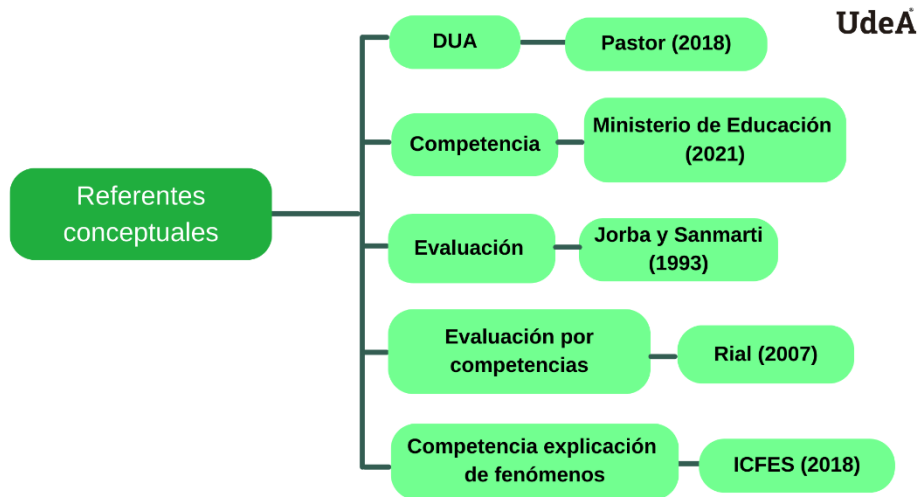 UdeA
DUA
Pastor (2018)
Competencia
Ministerio de Educación
(2021)
Referentes
conceptuales
Evaluación
Jorba y Sanmarti
(1993)
Evaluación por
competencias
Rial (2007)
Competencia explicación
de fenómenos
ICFES (2018)